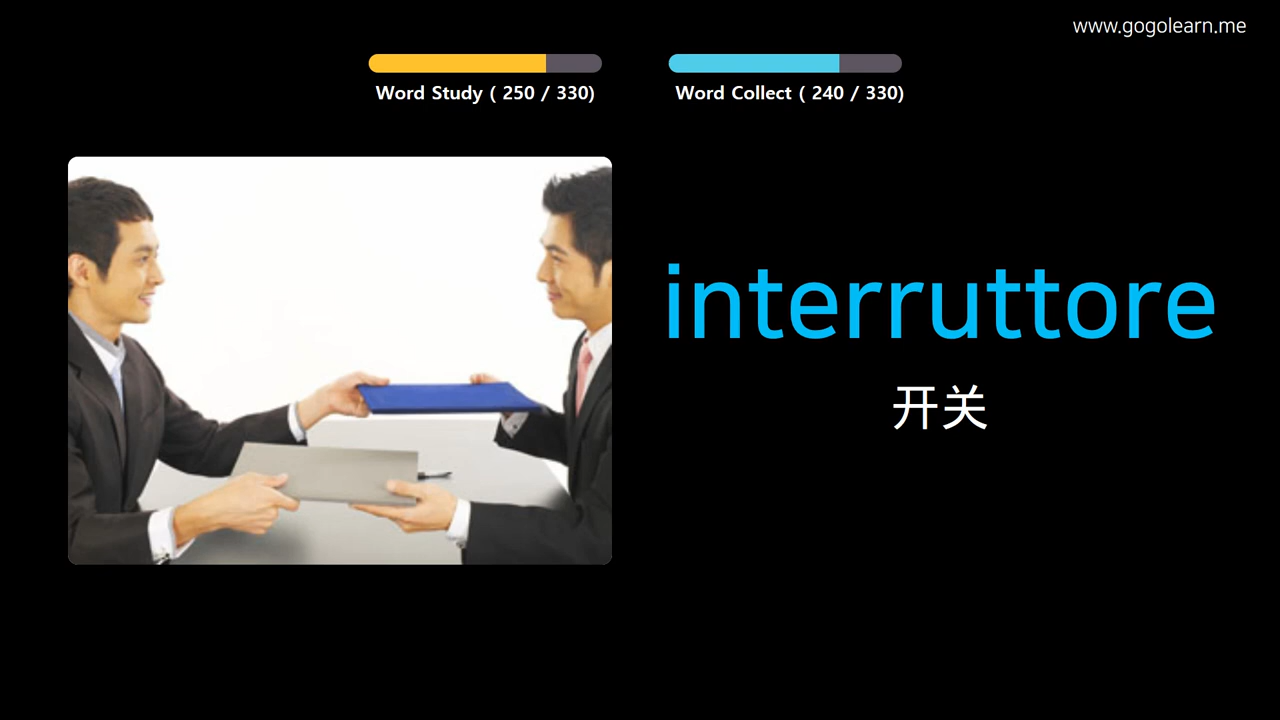 www.gogolearn.me
Word Study ( 250 / 330)
Word Collect ( 240 / 330)
interruttore
开关